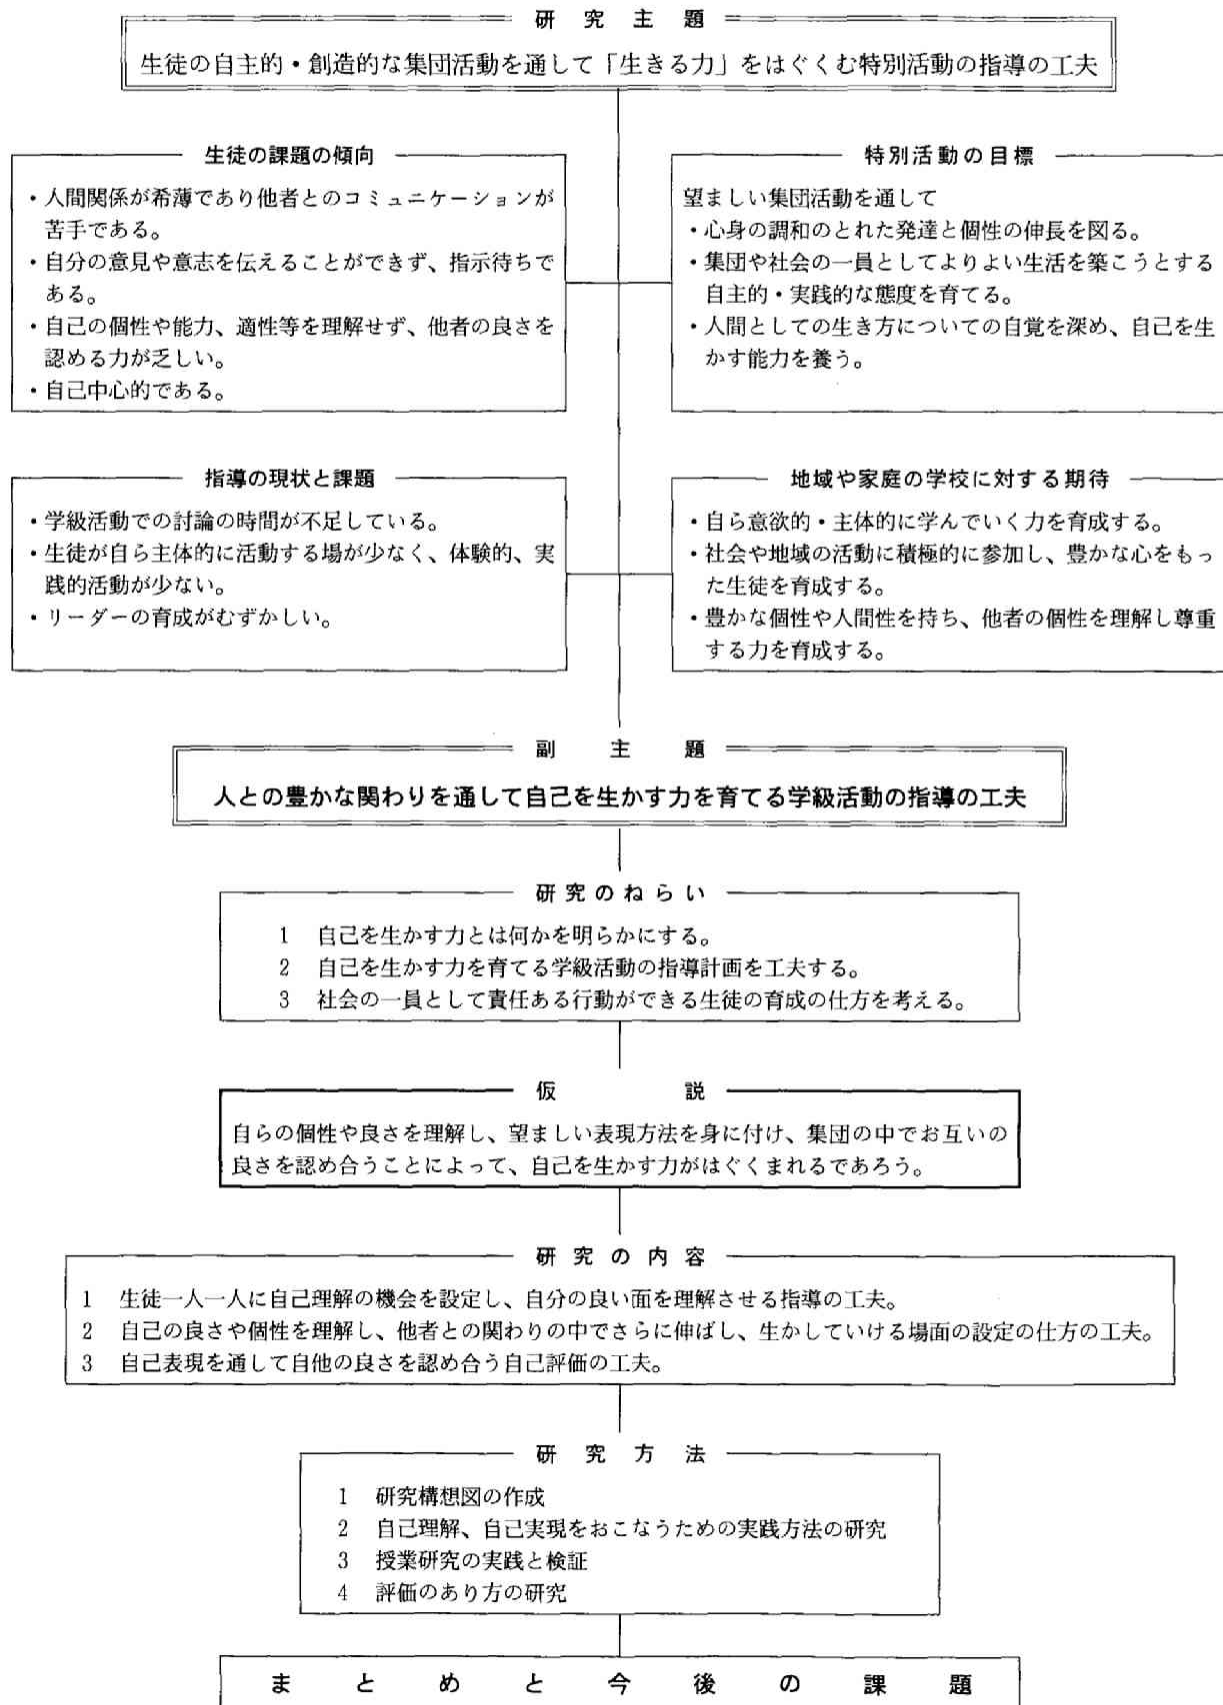 研究主題
生徒の自主的・創造的な集団活動を通して「生きる力」をはぐくむ特別活動の指導の工夫
生徒の課題の傾向
・人間関係が希薄であり他者とのコミュニケーションが
苦手である。
・自分の意見や意志を伝えることができず、指示待ちで
ある。
・自己の個性や能力、適性等を理解せず、他者の良さを
認める力が乏しい。
・自己中心的である。
特別活動の目標
望ましい集団活動を通して
・心身の調和のとれた発達と個性の伸長を図る。
・集団や社会の一員としてよりよい生活を築こうとする
自主的・実践的な態度を育てる。
・人間としての生き方についての自覚を深め、自己を生
かす能力を養う。
指導の現状と課題
・学級活動での討論の時間が不足している。
・生徒が自ら主体的に活動する場が少なく、体験的、実
践的活動が少ない。
・リーダーの育成がむずかしい。
地域や家庭の学校に対する期待
・自ら意欲的・主体的に学んでいく力を育成する。
・社会や地域の活動に積極的に参加し、豊かな心をもっ
た生徒を育成する。
・豊かな個性や人間性を持ち、他者の個性を理解し尊重
する力を育成する。
副主題
人との豊かな関わりを通して自己を生かす力を育てる学級活動の指導の工夫
研究のねらい
1 自己を生かす力とは何かを明らかにする。
2 自己を生かす力を育てる学級活動の指導計画を工夫する。
3 社会の一員として責任ある行動ができる生徒の育成の仕方を考える。
仮説
自らの個性や良さを理解し、望ましい表現方法を身に付け、集団の中でお互いの
良さを認め合うことによって、自己を生かす力がはぐくまれるであろう。
研究の内容
1 生徒一人一人に自己理解の機会を設定し、自分の良い面を理解させる指導の工夫。
2 自己の良さや個性を理解し、他者との関わりの中でさらに伸ばし、生かしていける場面の設定の仕方の工夫。
3 自己表現を通して自他の良さを認め合う自己評価の工夫。
研究方法
1 研究構想図の作成
2 自己理解、自己実現をおこなうための実践方法の研究
3 授業研究の実践と検証
4 評価のあり方の研究
まとめと今後の課題